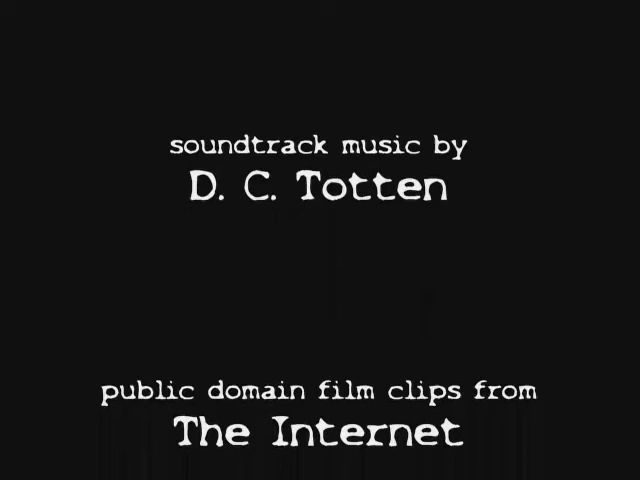 soundtrack music by
D. C. Totten
public domain film clips from
The Internet